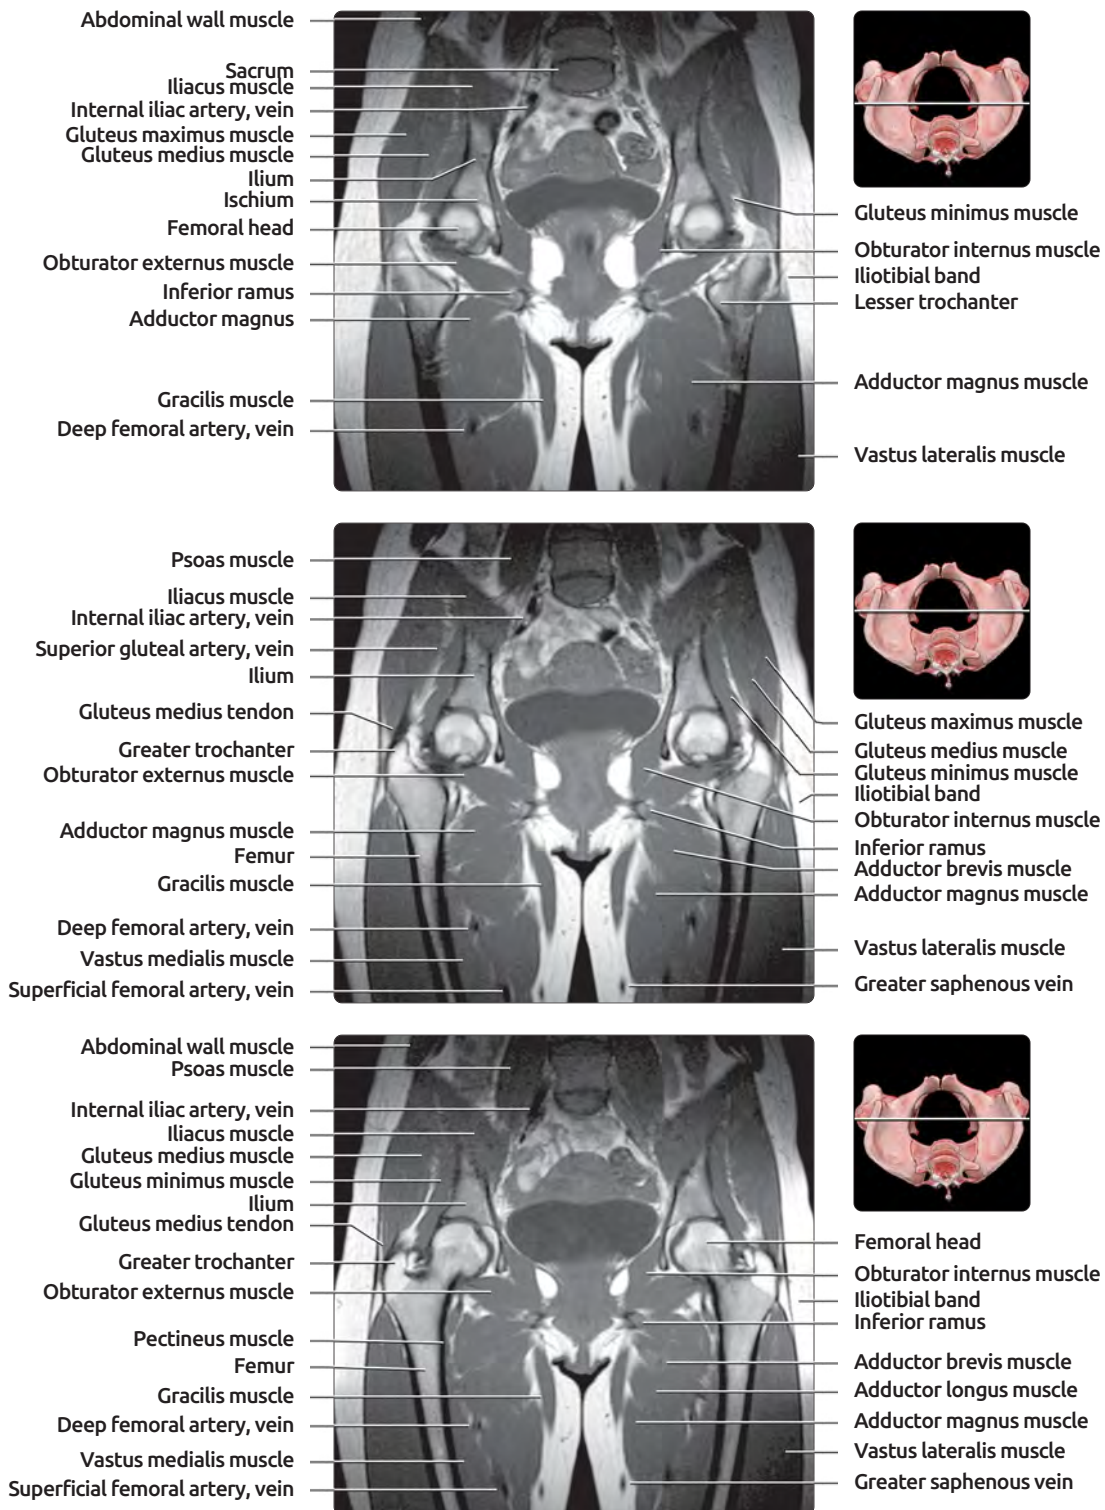 Abdominal wall muscle
Sacrum
Iliacus muscle
Internal iliac artery, vein
Gluteus maximus muscle
Gluteus medius muscle
Ilium
Ischium
Femoral head
Obturator externus muscle
Inferior ramus
Adductor magnus
Gracilis muscle
Deep femoral artery, vein
Gluteus minimus muscle
Obturator internus muscle
Iliotibial band
Lesser trochanter
Adductor magnus muscle
Vastus lateralis muscle
Psoas muscle
Iliacus muscle
Internal iliac artery, vein
Superior gluteal artery, vein
Ilium
Gluteus medius tendon
Greater trochanter
Obturator externus muscle
Adductor magnus muscle
Femur
Gracilis muscle
Deep femoral artery, vein
Vastus medialis muscle
Superficial femoral artery, vein
Gluteus maximus muscle
Gluteus medius muscle
Gluteus minimus muscle
Iliotibial band
Obturator internus muscle
Inferior ramus
Adductor brevis muscle
Adductor magnus muscle
Vastus lateralis muscle
Greater saphenous vein
Abdominal wall muscle
Psoas muscle
Internal iliac artery, vein
Iliacus muscle
Gluteus medius muscle
Gluteus minimus muscle
Ilium
Gluteus medius tendon
Greater trochanter
Obturator externus muscle
Pectineus muscle
Femur
Gracilis muscle
Deep femoral artery, vein
Vastus medialis muscle
Superficial femoral artery, vein
Femoral head
Obturator internus muscle
Iliotibial band
Inferior ramus
Adductor brevis muscle
Adductor longus muscle
Adductor magnus muscle
Vastus lateralis muscle
Greater saphenous vein